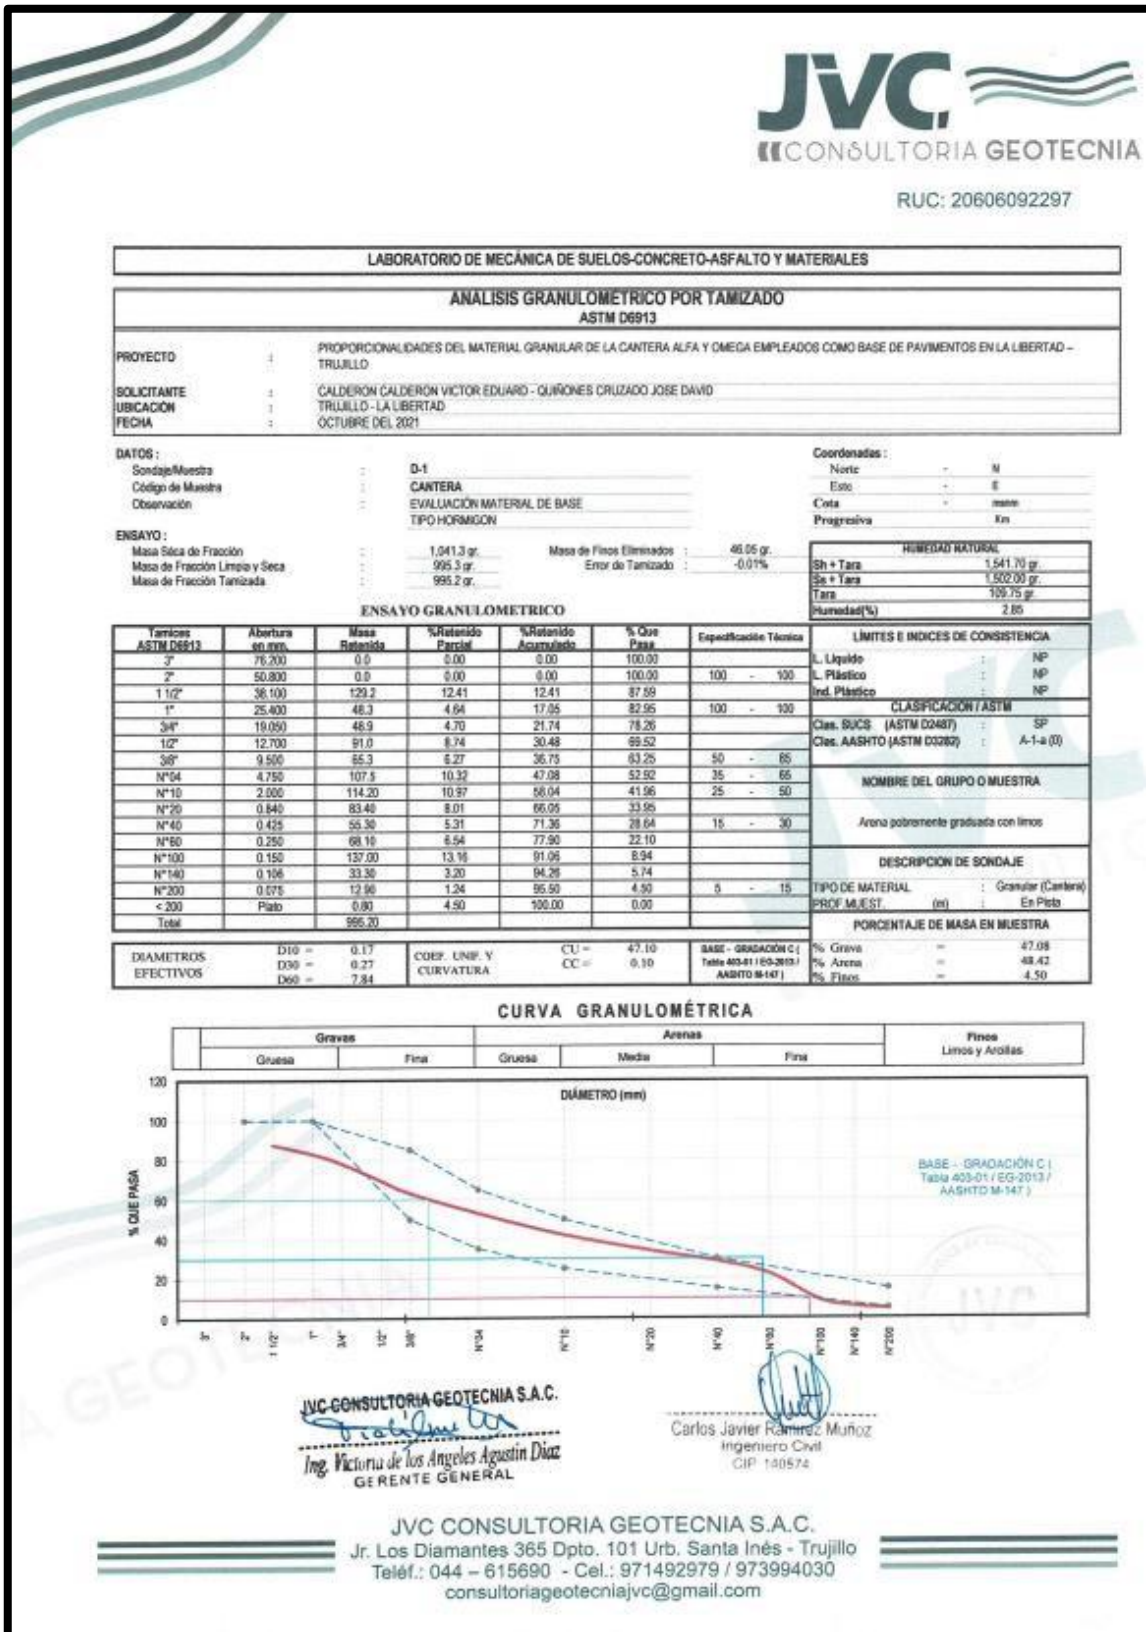 JVC
CONSULTORIA GEOTECNIA
RUC: 20606092297
LABORATORIO DE MECÁNICA DE SUELOS-CONCRETO-ASFALTO Y MATERIALES
ANÁLISIS GRANULOMÉTRICO POR TAMIZADO
ASTM D6913
PROYECTO : PROPORCIONALIDADES DEL MATERIAL GRANULAR DE LA CANTERA ALFA Y OMEGA EMPLEADOS COMO BASE DE PAVIMENTOS EN LA LIBERTAD –
TRUJILLO
SOLICITANTE : CALDERON CALDERON VICTOR EDUARD - QUIÑONES CRUZADO JOSE DAVID
UBICACIÓN : TRUJILLO - LA LIBERTAD
FECHA : OCTUBRE DEL 2021
DATOS :
Sondaje/Muestra : D-1
Código de Muestra : CANTERA
Observación : EVALUACIÓN MATERIAL DE BASE
TIPO HORMIGON
Coordenadas :
Norte - N
Este - E
Cota - msnm
Progresiva Km
ENSAYO :
Masa Séca de Fracción : 1,041.3 gr. Masa de Finos Eliminados : 46.05 gr.
Masa de Fracción Limpia y Seca : 995.3 gr. Error de Tamizado : -0.01%
Masa de Fracción Tamizada : 995.2 gr.
HUMEDAD NATURAL
Sh + Tara 1,541.70 gr.
Ss + Tara 1,502.00 gr.
Tara 109.75 gr.
Humedad(%) 2.85
ENSAYO GRANULOMETRICO
Tamices ASTM D6913 Abertura en mm. Masa Retenida %Retenido Parcial %Retenido Acumulado % Que Pasa Especificación Técnica
3" 76.200 0.0 0.00 0.00 100.00
2" 50.800 0.0 0.00 0.00 100.00 100 - 100
1 1/2" 38.100 129.2 12.41 12.41 87.59
1" 25.400 48.3 4.64 17.05 82.95 100 - 100
3/4" 19.050 48.9 4.70 21.74 78.26
1/2" 12.700 91.0 8.74 30.48 69.52
3/8" 9.500 65.3 6.27 36.75 63.25 50 - 85
N°04 4.750 107.5 10.32 47.08 52.92 35 - 65
N°10 2.000 114.20 10.97 58.04 41.96 25 - 50
N°20 0.840 83.40 8.01 66.05 33.95
N°40 0.425 55.30 5.31 71.36 28.64 15 - 30
N°60 0.250 68.10 6.54 77.90 22.10
N°100 0.150 137.00 13.16 91.06 8.94
N°140 0.106 33.30 3.20 94.26 5.74
N°200 0.075 12.90 1.24 95.50 4.50 5 - 15
< 200 Plato 0.80 4.50 100.00 0.00
Total 995.20
LÍMITES E INDICES DE CONSISTENCIA
L. Líquido : NP
L. Plástico : NP
Ind. Plástico : NP
CLASIFICACIÓN / ASTM
Clas. SUCS (ASTM D2487) : SP
Clas. AASHTO (ASTM D3282) : A-1-a (0)
NOMBRE DEL GRUPO O MUESTRA
Arena pobremente graduada con limos
DESCRIPCIÓN DE SONDAJE
TIPO DE MATERIAL : Granular (Cantera)
PROF.MUEST. (m) : En Pista
PORCENTAJE DE MASA EN MUESTRA
% Grava = 47.08
% Arena = 48.42
% Finos = 4.50
DIAMETROS EFECTIVOS
D10 = 0.17
D30 = 0.27
D60 = 7.84
COEF. UNIF. Y CURVATURA
CU = 47.10
CC = 0.10
BASE - GRADACIÓN C ( Tabla 403-01 / EG-2013 / AASHTO M-147 )
CURVA GRANULOMÉTRICA
Gravas Arenas Finos
Gruesa Fina Gruesa Media Fina Limos y Arcillas
DIÁMETRO (mm)
% QUE PASA
120
100
80
60
40
20
0
3" 2" 1 1/2" 1" 3/4" 1/2" 3/8" N°04 N°10 N°20 N°40 N°60 N°100 N°140 N°200
BASE - GRADACIÓN C (
Tabla 403-01 / EG-2013 /
AASHTO M-147 )
JVC CONSULTORIA GEOTECNIA S.A.C.
Ing. Victoria de los Angeles Agustin Diaz
GERENTE GENERAL
Carlos Javier Ramirez Muñoz
Ingeniero Civil
CIP 140574
JVC CONSULTORIA GEOTECNIA S.A.C.
Jr. Los Diamantes 365 Dpto. 101 Urb. Santa Inés - Trujillo
Teléf.: 044 – 615690 - Cel.: 971492979 / 973994030
consultoriageotecniajvc@gmail.com